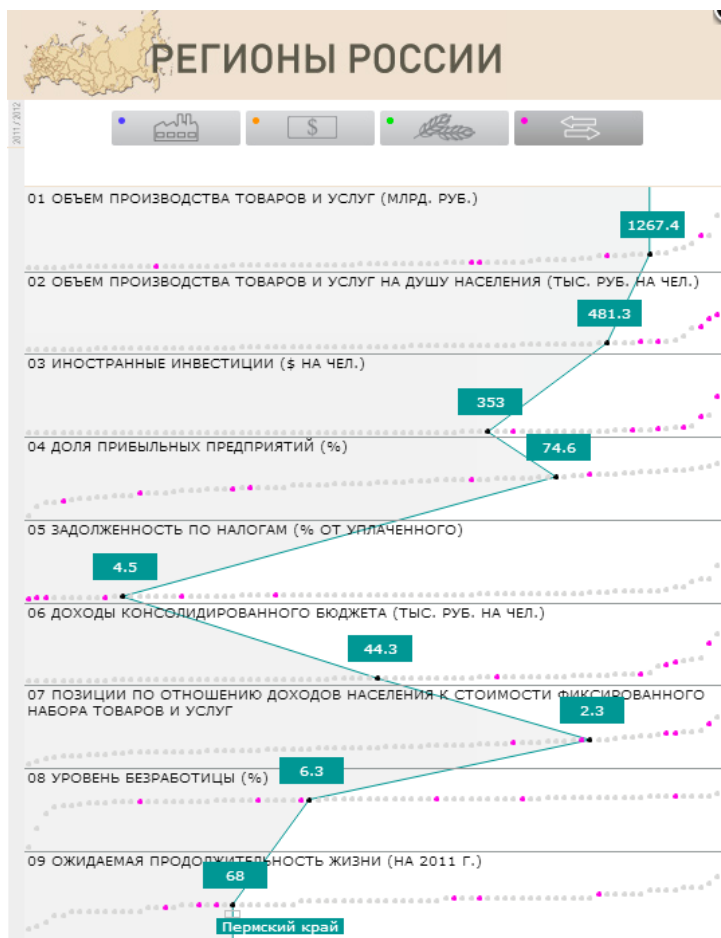 РЕГИОНЫ РОССИИ
2011/2012
$
01 ОБЪЕМ ПРОИЗВОДСТВА ТОВАРОВ И УСЛУГ (МЛРД. РУБ.)
1267.4
02 ОБЪЕМ ПРОИЗВОДСТВА ТОВАРОВ И УСЛУГ НА ДУШУ НАСЕЛЕНИЯ (ТЫС. РУБ. НА ЧЕЛ.)
481.3
03 ИНОСТРАННЫЕ ИНВЕСТИЦИИ ($ НА ЧЕЛ.)
353
04 ДОЛЯ ПРИБЫЛЬНЫХ ПРЕДПРИЯТИЙ (%)
74.6
05 ЗАДОЛЖЕННОСТЬ ПО НАЛОГАМ (% ОТ УПЛАЧЕННОГО)
4.5
06 ДОХОДЫ КОНСОЛИДИРОВАННОГО БЮДЖЕТА (ТЫС. РУБ. НА ЧЕЛ.)
44.3
07 ПОЗИЦИИ ПО ОТНОШЕНИЮ ДОХОДОВ НАСЕЛЕНИЯ К СТОИМОСТИ ФИКСИРОВАННОГО
НАБОРА ТОВАРОВ И УСЛУГ
2.3
08 УРОВЕНЬ БЕЗРАБОТИЦЫ (%)
6.3
09 ОЖИДАЕМАЯ ПРОДОЛЖИТЕЛЬНОСТЬ ЖИЗНИ (НА 2011 Г.)
68
Пермский край